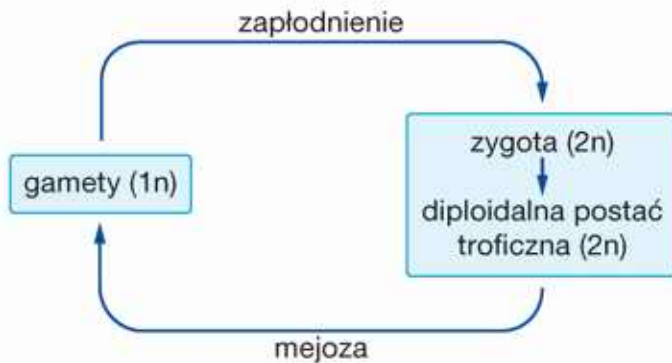 zapłodnienie
gamety (1n)
zygota (2n)
diploidalna postać
troficzna (2n)
mejoza